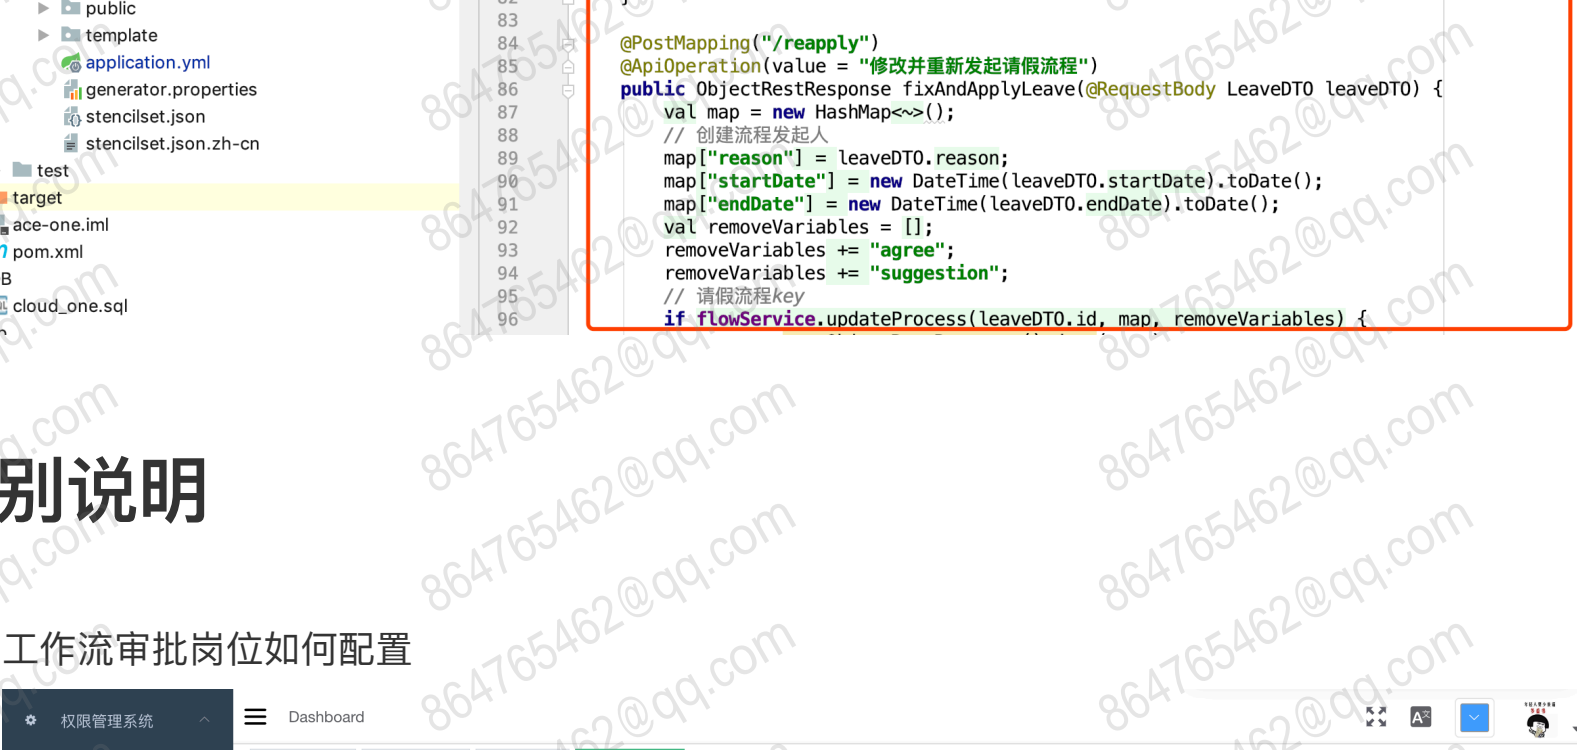 public
template
application.yml
generator.properties
stencilset.json
stencilset.json.zh-cn
test
target
ace-one.iml
pom.xml
cloud_one.sql
83
84 @PostMapping("/reapply")
85 @ApiOperation(value = "修改并重新发起请假流程")
86 public ObjectRestResponse fixAndApplyLeave(@RequestBody LeaveDTO leaveDTO) {
87 val map = new HashMap<~>();
88 // 创建流程发起人
89 map["reason"] = leaveDTO.reason;
90 map["startDate"] = new DateTime(leaveDTO.startDate).toDate();
91 map["endDate"] = new DateTime(leaveDTO.endDate).toDate();
92 val removeVariables = [];
93 removeVariables += "agree";
94 removeVariables += "suggestion";
95 // 请假流程key
96 if flowService.updateProcess(leaveDTO.id, map, removeVariables) {
别说明
工作流审批岗位如何配置
权限管理系统
Dashboard
864765462@qq.com